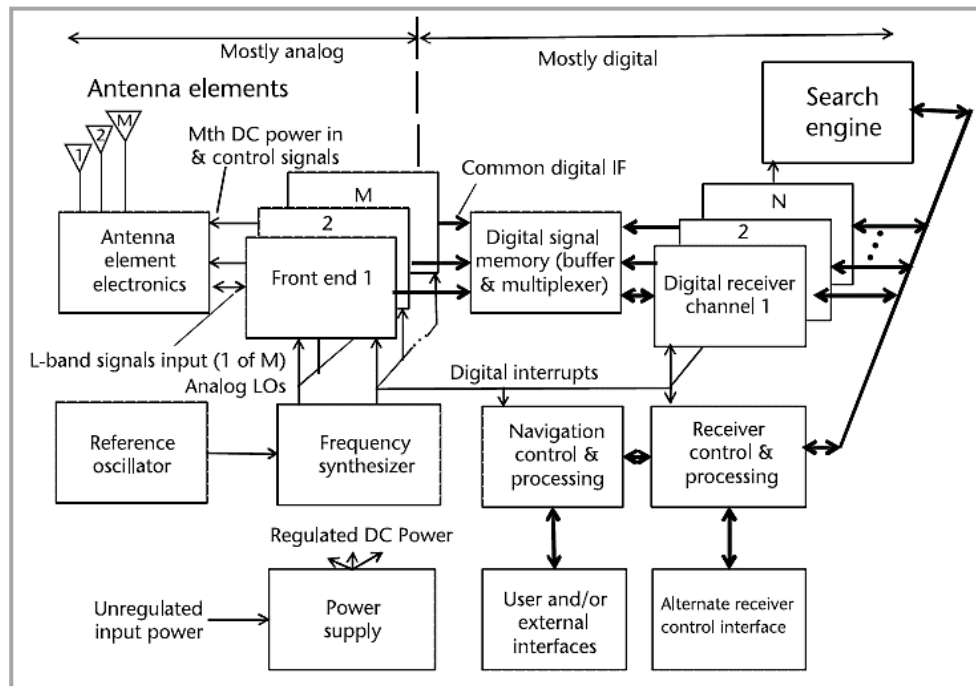 Mostly analog
Mostly digital
Antenna elements
1
2
M
Mth DC power in
& control signals
Common digital IF
Search
engine
Antenna
element
electronics
M
2
Front end 1
Digital signal
memory (buffer
& multiplexer)
N
2
Digital receiver
channel 1
L-band signals input (1 of M)
Analog LOs
Digital interrupts
Reference
oscillator
Frequency
synthesizer
Navigation
control &
processing
Receiver
control &
processing
Regulated DC Power
Unregulated
input power
Power
supply
User and/or
external
interfaces
Alternate receiver
control interface